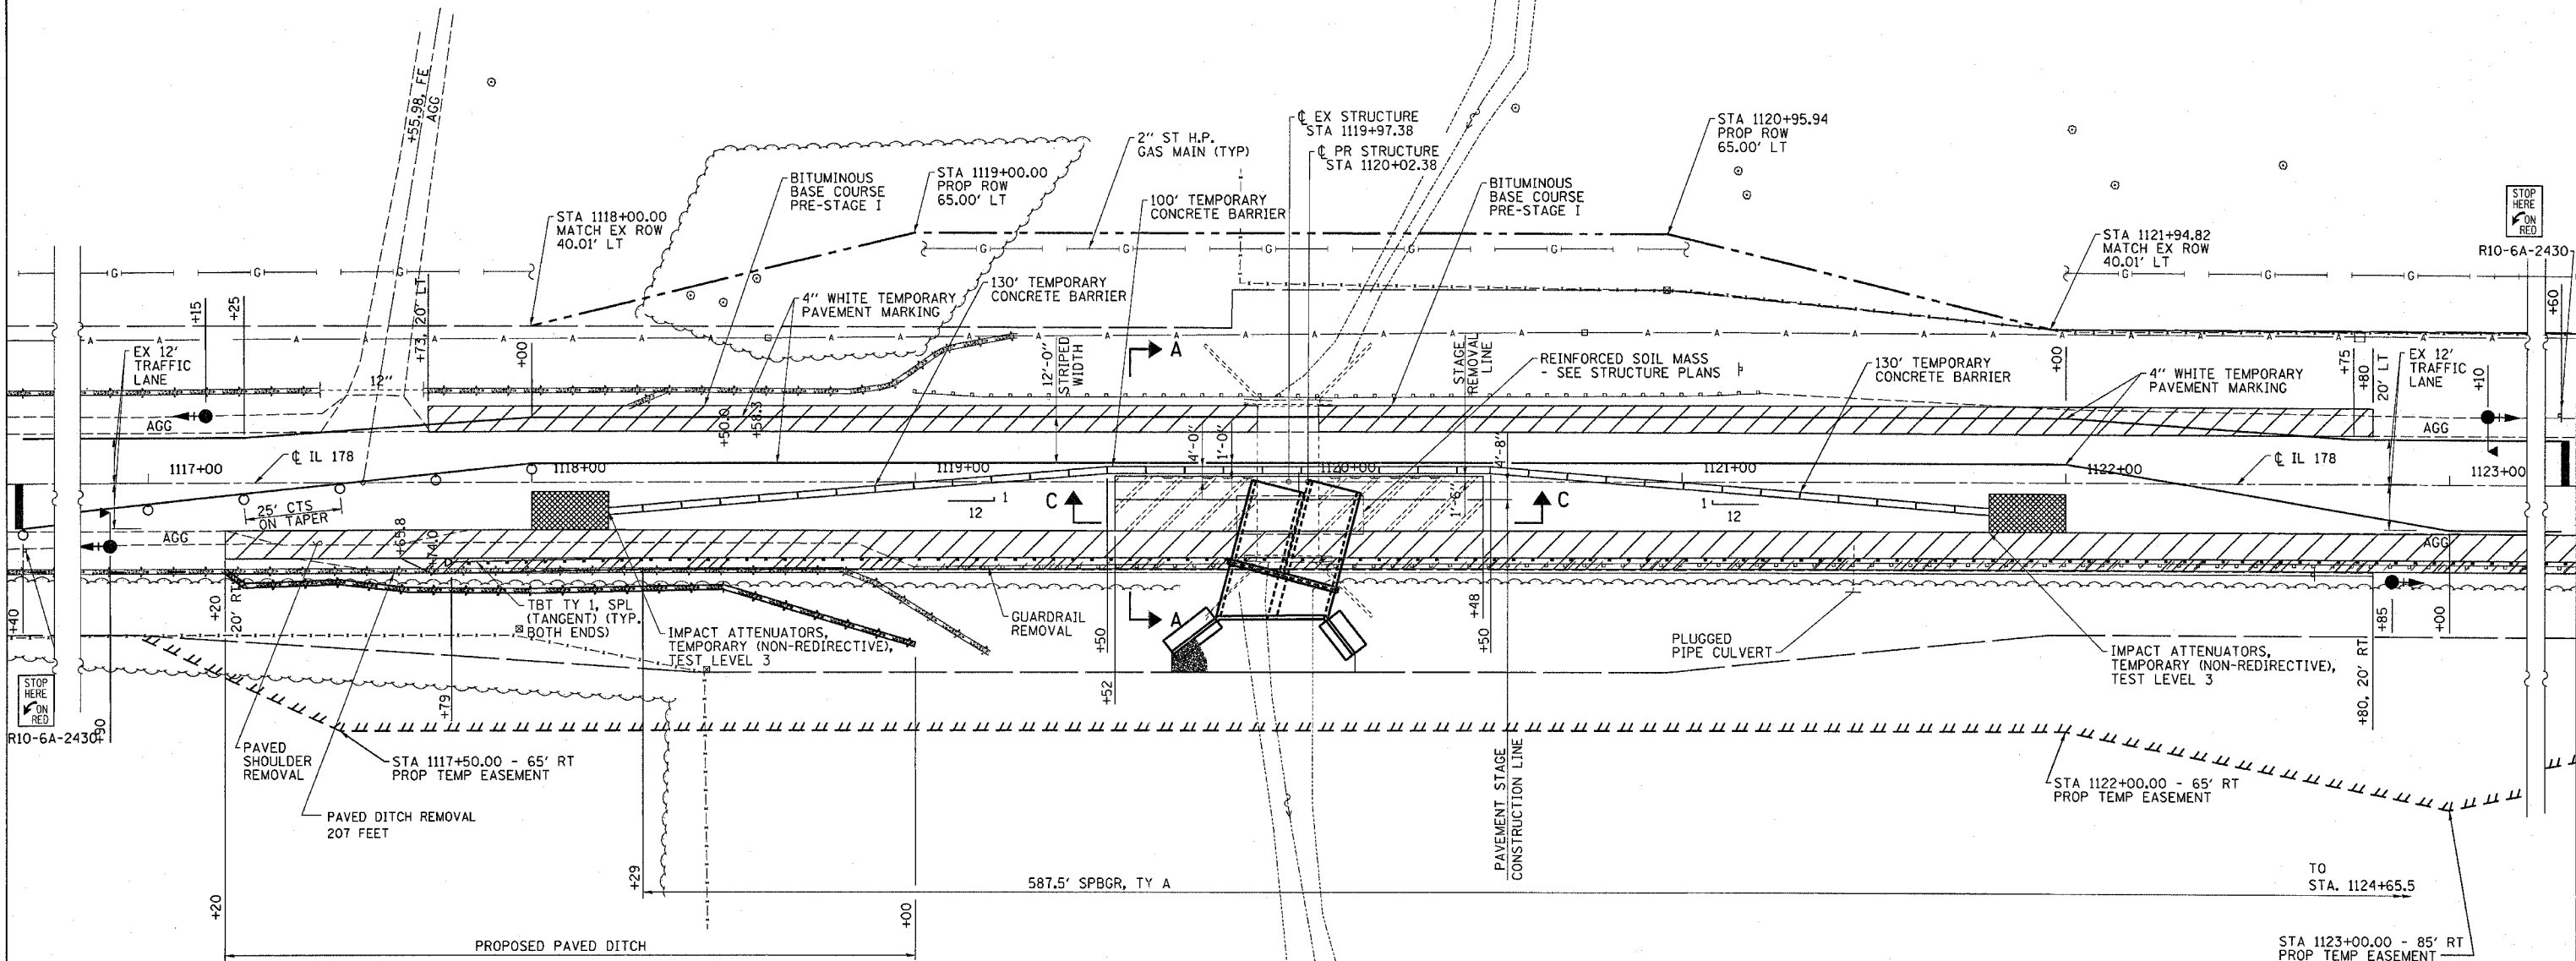 +55.98, FE
AGG
℄ EX STRUCTURE
STA 1119+97.38
℄ PR STRUCTURE
STA 1120+02.38
2" ST H.P.
GAS MAIN (TYP)
STA 1120+95.94
PROP ROW
65.00' LT
BITUMINOUS
BASE COURSE
PRE-STAGE I
STA 1119+00.00
PROP ROW
65.00' LT
100' TEMPORARY
CONCRETE BARRIER
BITUMINOUS
BASE COURSE
PRE-STAGE I
STOP
HERE
ON
RED
R10-6A-2430
STA 1118+00.00
MATCH EX ROW
40.01' LT
STA 1121+94.82
MATCH EX ROW
40.01' LT
G G G G G G G G G G G
+15
+25
+73, 20' LT
+00
130' TEMPORARY
CONCRETE BARRIER
4" WHITE TEMPORARY
PAVEMENT MARKING
+60
A A A A A A A A A A A A A A A A
EX 12'
TRAFFIC
LANE
12"
12'-0"
STRIPED
WIDTH
A
STAGE
REMOVAL
LINE
REINFORCED SOIL MASS
- SEE STRUCTURE PLANS
130' TEMPORARY
CONCRETE BARRIER
+00
4" WHITE TEMPORARY
PAVEMENT MARKING
+75
+80
20' LT
EX 12'
TRAFFIC
LANE
+10
AGG
+50.0
+58.3
4'-0"
1'-0"
4'-8"
AGG
1117+00
℄ IL 178
1118+00
1119+00
1120+00
1121+00
1122+00
℄ IL 178
1123+00
25' CTS
ON TAPER
1
12
C
1'-6"
C
1
12
AGG
+65.8
+74.0
AGG
+40
+20
20' RT
TBT TY 1, SPL
(TANGENT) (TYP.
BOTH ENDS)
IMPACT ATTENUATORS,
TEMPORARY (NON-REDIRECTIVE),
TEST LEVEL 3
GUARDRAIL
REMOVAL
+50
A
+48
+50
PLUGGED
PIPE CULVERT
IMPACT ATTENUATORS,
TEMPORARY (NON-REDIRECTIVE),
TEST LEVEL 3
+85
+00
+80, 20' RT.
STOP
HERE
ON
RED
R10-6A-2430
+90
+79
+52
PAVED
SHOULDER
REMOVAL
STA 1117+50.00 - 65' RT
PROP TEMP EASEMENT
PAVED DITCH REMOVAL
207 FEET
PAVEMENT STAGE
CONSTRUCTION LINE
STA 1122+00.00 - 65' RT
PROP TEMP EASEMENT
+20
+29
+00
587.5' SPBGR, TY A
TO
STA. 1124+65.5
PROPOSED PAVED DITCH
STA 1123+00.00 - 85' RT
PROP TEMP EASEMENT